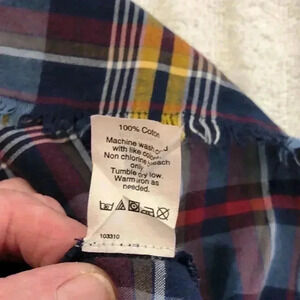 100% Cotton
Machine wash cold
with like colors
Non chlorine bleach
only
Tumble dry low.
Warm iron as
needed.
103310